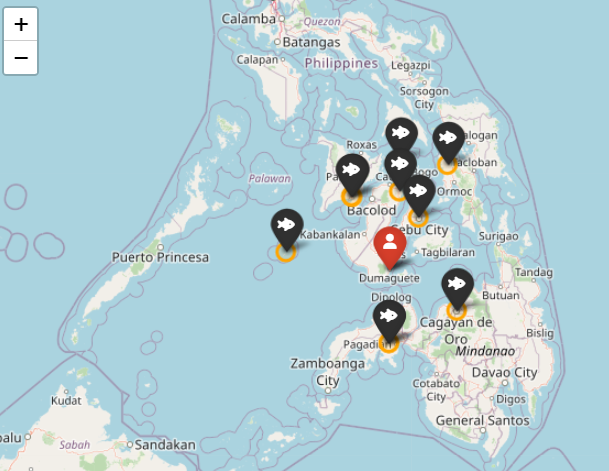 +
−
Calamba
Quezon
Batangas
Philippines
Calapan
Legazpi
Sorsogon
City
Roxas
Palawan
Ormoc
Bacolod
Kabankalan
Cebu City
Surigao
Puerto Princesa
Tagbilaran
Dumaguete
Tandag
Dipolog
Butuan
Cagayan de
Oro
Bislig
Pagadian
Mindanao
Zamboanga
City
Davao City
Cotabato
City
Digos
Kudat
General Santos
Sabah
Sandakan